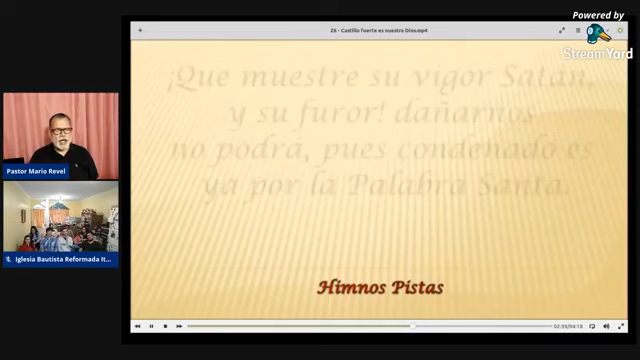 Powered by
StreamYard
26 - Castillo fuerte es nuestro Dios.mp4
¡Que muestre su vigor Satán,
y su furor! dañarnos
no podrá, pues condenado es
ya por la Palabra Santa.
Himnos Pistas
Pastor Mario Revel
Iglesia Bautista Reformada It...
02:35/04:18